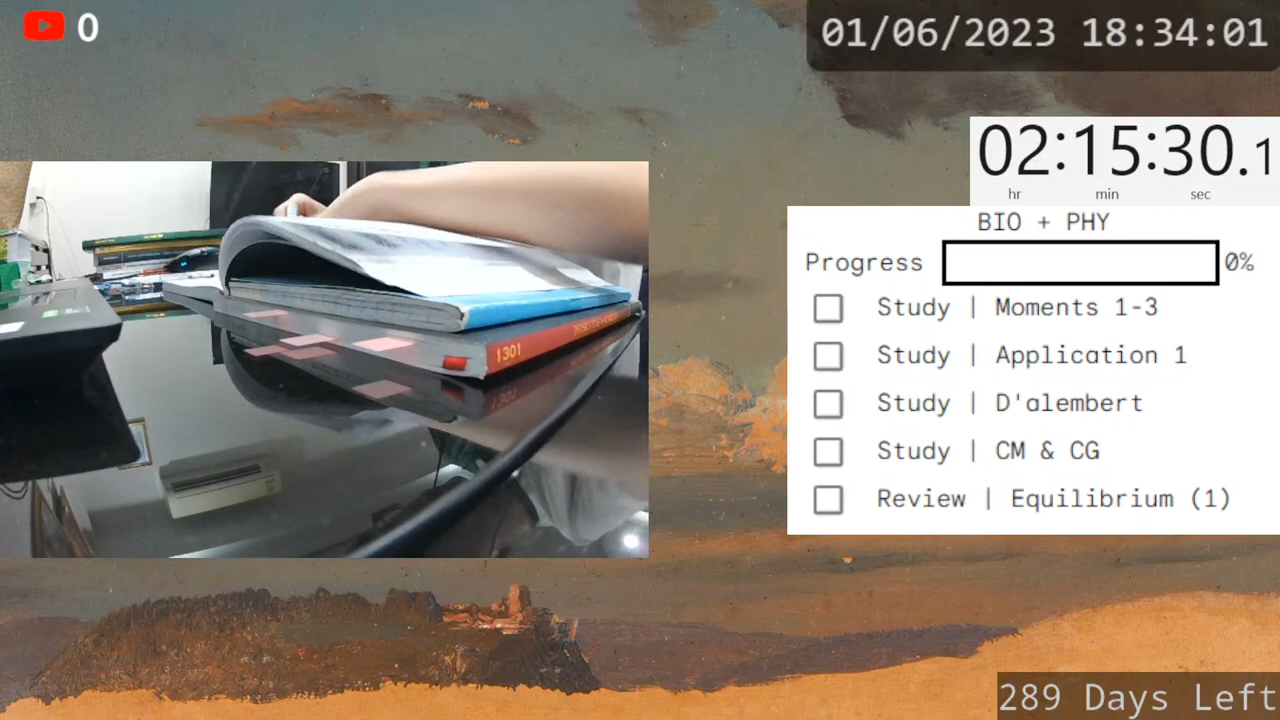 0
01/06/2023 18:34:01
02:15:30.1
hr min sec
BIO + PHY
Progress 0%
Study | Moments 1-3
Study | Application 1
Study | D'alembert
Study | CM & CG
Review | Equilibrium (1)
1301
289 Days Left